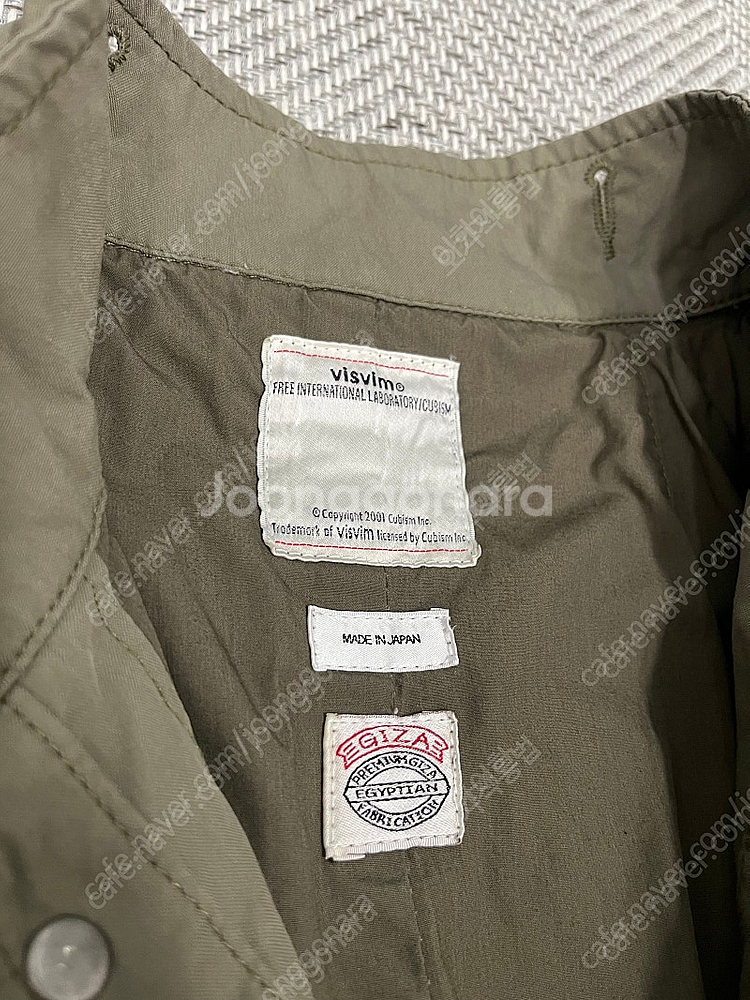 visvim®
FREE INTERNATIONAL LABORATORY/CUBISM
© Copyright 2001 Cubism Inc.
Trademark of visvim licensed by Cubism Inc.
Joonggonara
MADE IN JAPAN
GIZA
PREMIUM GIZA
EGYPTIAN
FABRICATION
cafe.naver.com/joonggonara